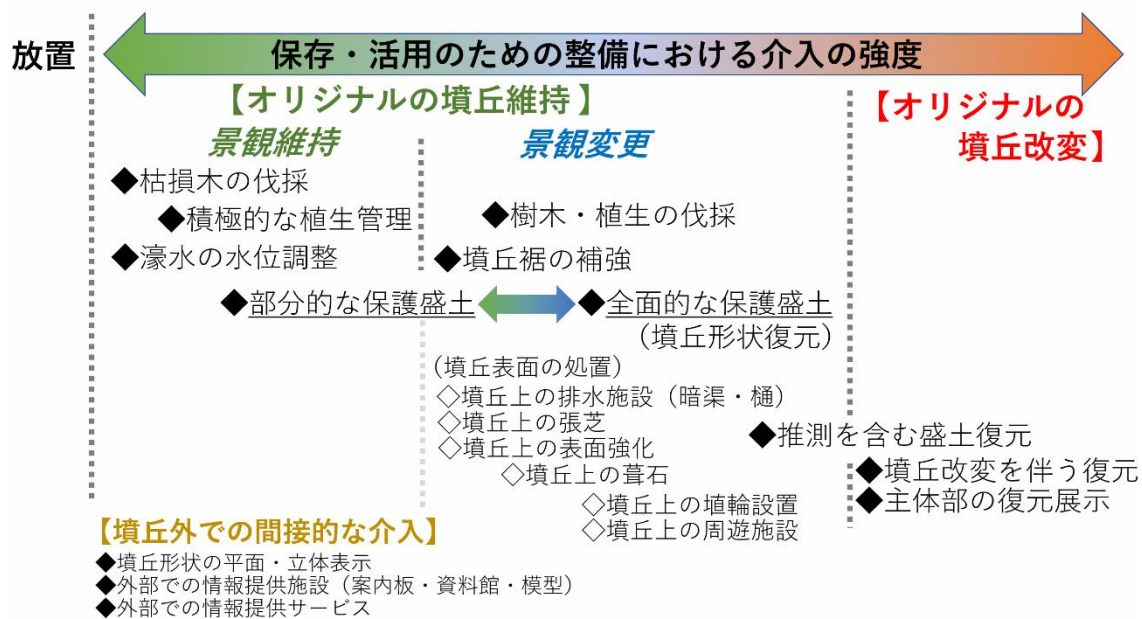 放置
保存・活用のための整備における介入の強度
【オリジナルの墳丘維持】
【オリジナルの
墳丘改変】
景観維持
景観変更
◆枯損木の伐採
◆積極的な植生管理
◆樹木・植生の伐採
◆濠水の水位調整
◆墳丘裾の補強
◆部分的な保護盛土
◆全面的な保護盛土
（墳丘形状復元）
(墳丘表面の処置）
◇墳丘上の排水施設（暗渠・樋）
◇墳丘上の張芝
◇墳丘上の表面強化
◇墳丘上の葺石
◇墳丘上の埴輪設置
◇墳丘上の周遊施設
◆推測を含む盛土復元
◆墳丘改変を伴う復元
◆主体部の復元展示
【墳丘外での間接的な介入】
◆墳丘形状の平面・立体表示
◆外部での情報提供施設（案内板・資料館・模型）
◆外部での情報提供サービス